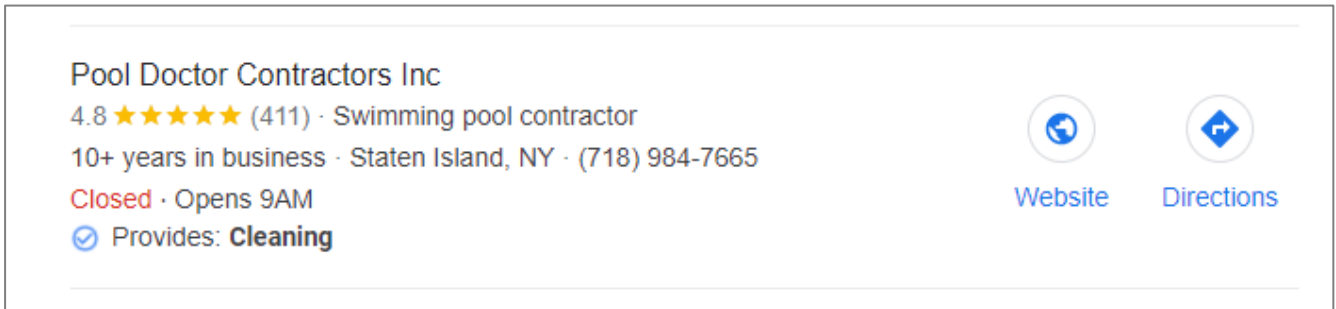 Pool Doctor Contractors Inc
4.8 ★★★★★ (411) · Swimming pool contractor
10+ years in business · Staten Island, NY · (718) 984-7665
Closed · Opens 9AM
Provides: Cleaning
Website
Directions